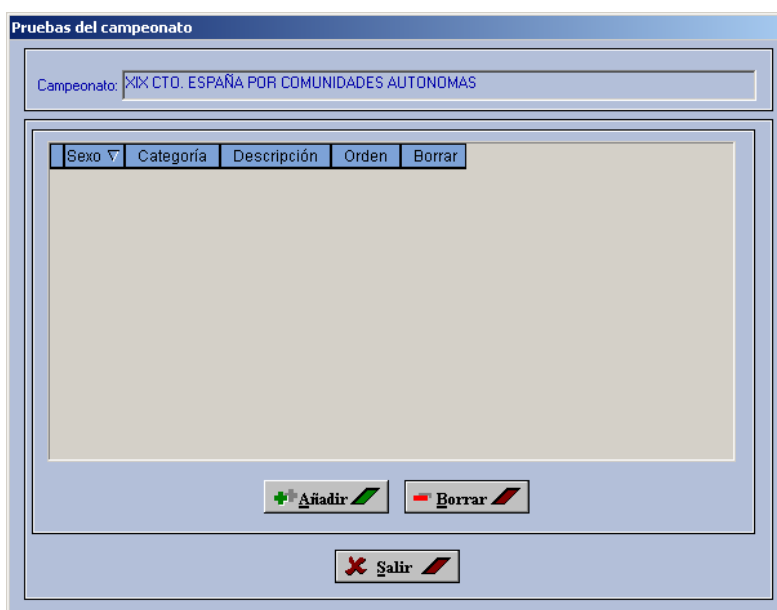 Pruebas del campeonato
Campeonato: XIX CTO. ESPAÑA POR COMUNIDADES AUTONOMAS
Sexo Categoría Descripción Orden Borrar
Añadir Borrar
Salir